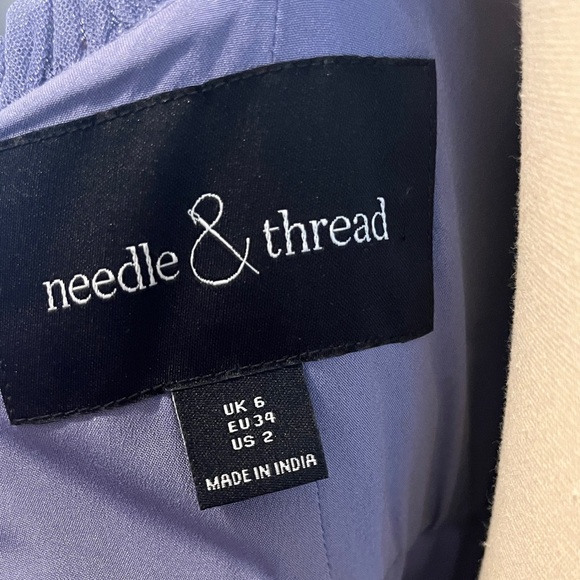 needle & thread
UK 6
EU 34
US 2
MADE IN INDIA